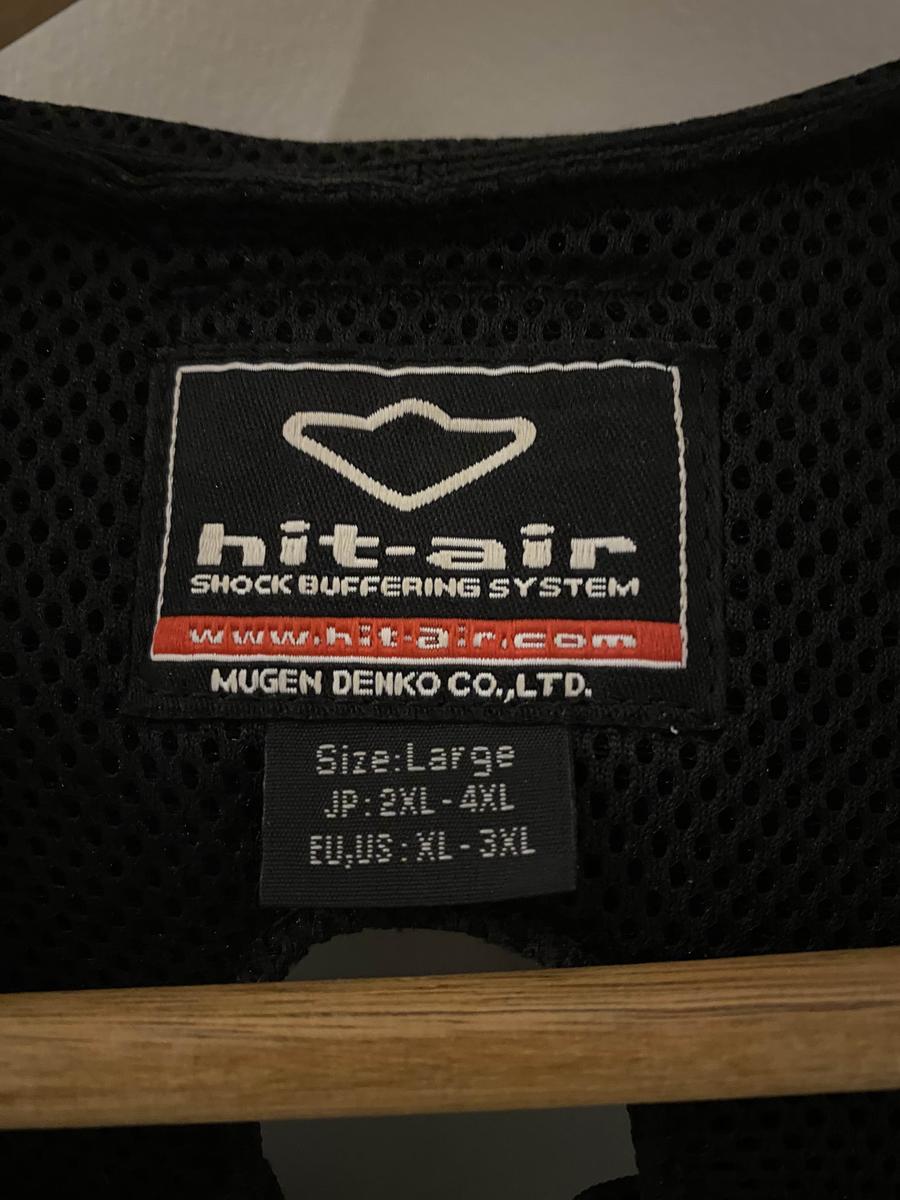 hit-air
SHOCK BUFFERING SYSTEM
www.hit-air.com
MUGEN DENKO CO.,LTD.
Size:Large
JP:2XL-4XL
EU,US:XL-3XL